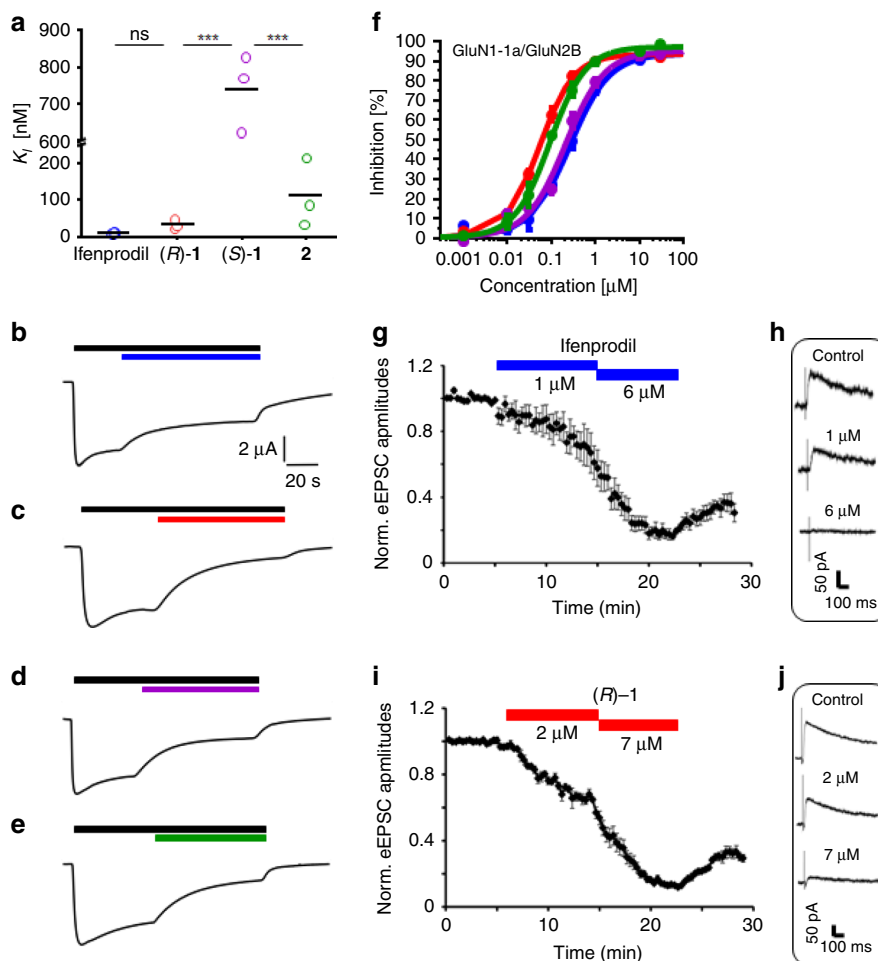 a
ns
***
***
900
800
700
600
200
100
0
K_I [nM]
Ifenprodil
(R)-1
(S)-1
2
f
GluN1-1a/GluN2B
100
90
80
70
60
50
40
30
20
10
0
Inhibition [%]
0.001
0.01
0.1
1
10
100
Concentration [μM]
b
2 μA
20 s
c
d
e
g
Ifenprodil
1 μM
6 μM
1.2
0.8
0.4
0
Norm. eEPSC apmlitudes
0
10
20
30
Time (min)
h
Control
1 μM
6 μM
50 pA
100 ms
i
(R)–1
2 μM
7 μM
1.2
0.8
0.4
0
Norm. eEPSC apmlitudes
0
10
20
30
Time (min)
j
Control
2 μM
7 μM
50 pA
100 ms